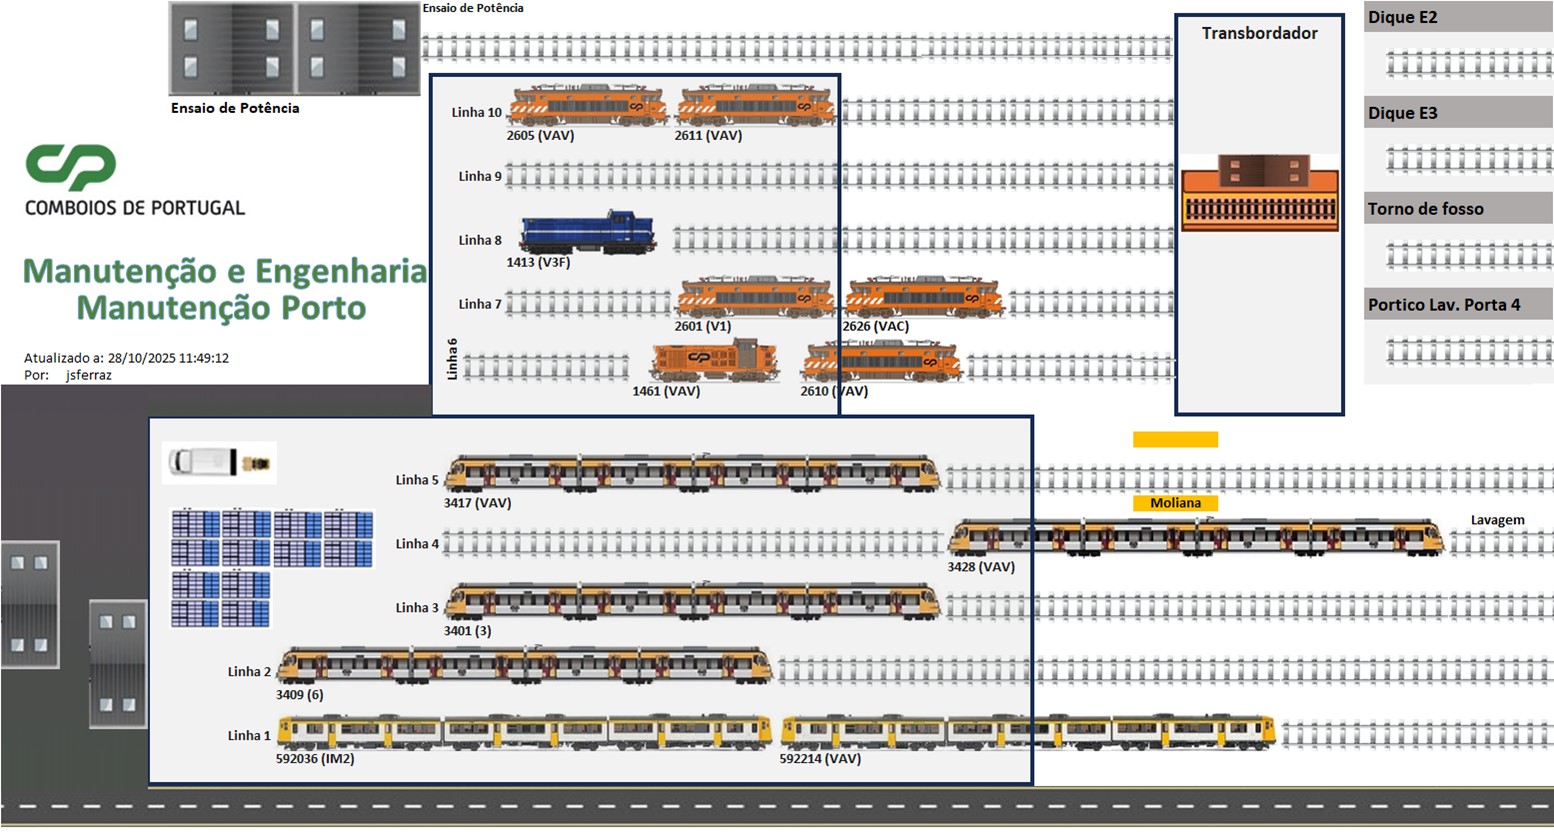 Ensaio de Potência
Ensaio de Potência
COMBOIOS DE PORTUGAL
Manutenção e Engenharia
Manutenção Porto
Atualizado a: 28/10/2025 11:49:12
Por: jsferraz
Transbordador
Dique E2
Dique E3
Torno de fosso
Portico Lav. Porta 4
Linha 10
2605 (VAV) 2611 (VAV)
Linha 9
Linha 8
1413 (V3F)
Linha 7
2601 (V1) 2626 (VAC)
Linha 6
1461 (VAV) 2610 (VAV)
Linha 5
3417 (VAV)
Moliana
Lavagem
Linha 4
3428 (VAV)
Linha 3
3401 (3)
Linha 2
3409 (6)
Linha 1
592036 (IM2) 592214 (VAV)